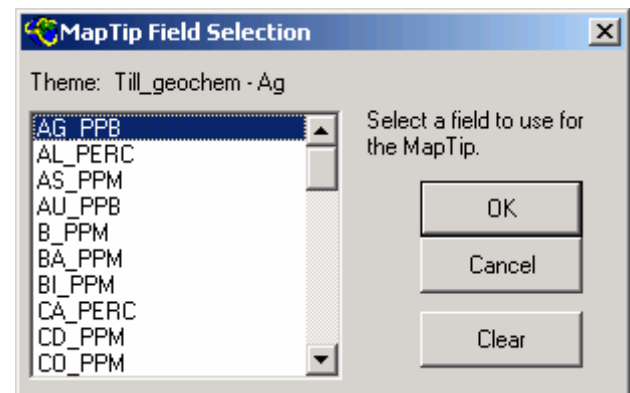 MapTip Field Selection
Theme: Till_geochem - Ag
AG_PPB
AL_PERC
AS_PPM
AU_PPB
B_PPM
BA_PPM
BI_PPM
CA_PERC
CD_PPM
CO_PPM
Select a field to use for
the MapTip.
OK
Cancel
Clear